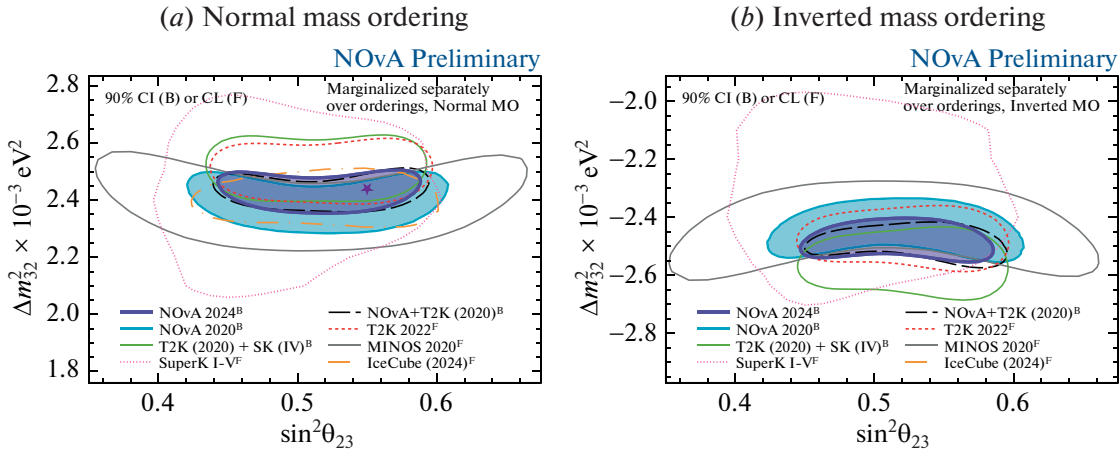 (a) Normal mass ordering
NOvA Preliminary
90% CI (B) or CL (F)
Marginalized separately
over orderings, Normal MO
Δm²₃₂ × 10⁻³ eV²
2.8
2.6
2.4
2.2
2.0
1.8
NOvA 2024ᴮ
NOvA 2020ᴮ
T2K (2020) + SK (IV)ᴮ
SuperK I-Vᶠ
NOvA+T2K (2020)ᴮ
T2K 2022ᶠ
MINOS 2020ᶠ
IceCube (2024)ᶠ
0.4 0.5 0.6
sin²θ₂₃
(b) Inverted mass ordering
NOvA Preliminary
90% CI (B) or CL (F)
Marginalized separately
over orderings, Inverted MO
Δm²₃₂ × 10⁻³ eV²
−2.0
−2.2
−2.4
−2.6
−2.8
NOvA 2024ᴮ
NOvA 2020ᴮ
T2K (2020) + SK (IV)ᴮ
SuperK I-Vᶠ
NOvA+T2K (2020)ᴮ
T2K 2022ᶠ
MINOS 2020ᶠ
IceCube (2024)ᶠ
0.4 0.5 0.6
sin²θ₂₃